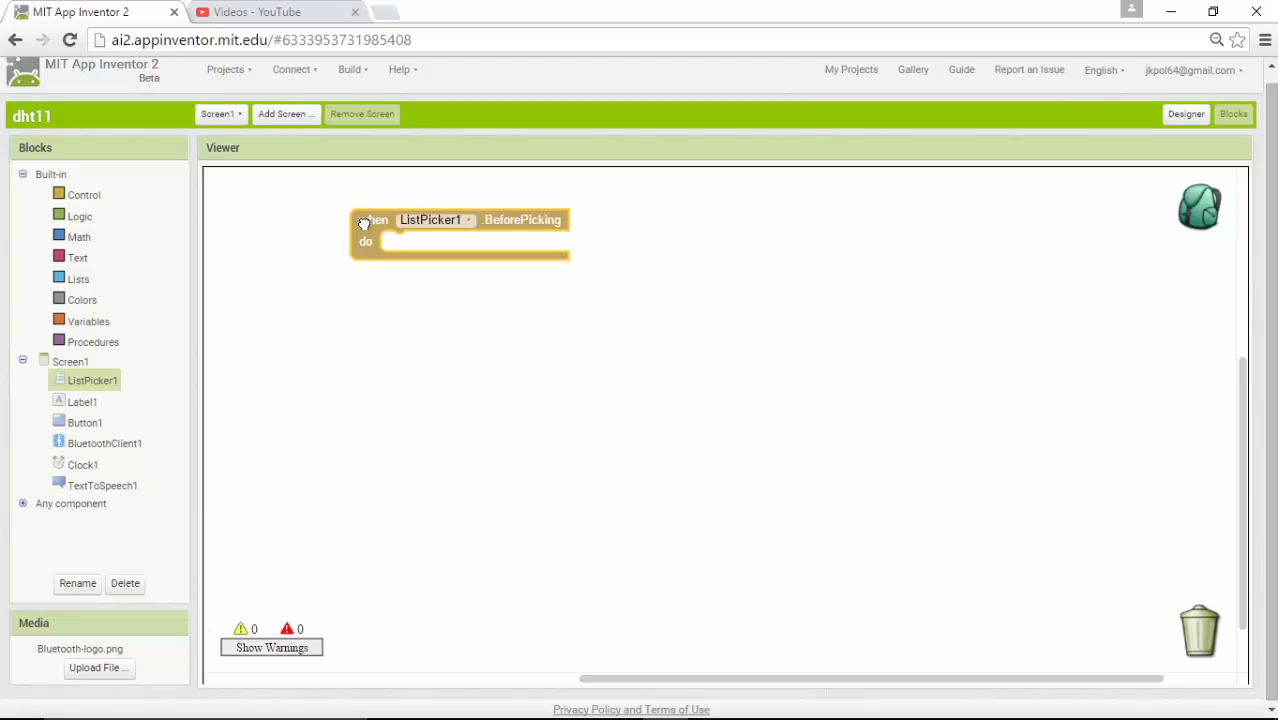 MIT App Inventor 2
Videos - YouTube
ai2.appinventor.mit.edu/#6333953731985408
MIT App Inventor 2
Beta
Projects
Connect
Build
Help
My Projects
Gallery
Guide
Report an Issue
English
jkpol64@gmail.com
dht11
Screen1
Add Screen ...
Remove Screen
Designer
Blocks
Blocks
Viewer
Built-in
Control
Logic
Math
Text
Lists
Colors
Variables
Procedures
Screen1
ListPicker1
Label1
Button1
BluetoothClient1
Clock1
TextToSpeech1
Any component
Rename
Delete
Media
Bluetooth-logo.png
Upload File ...
when ListPicker1 .BeforePicking
do
0
0
Show Warnings
Privacy Policy and Terms of Use